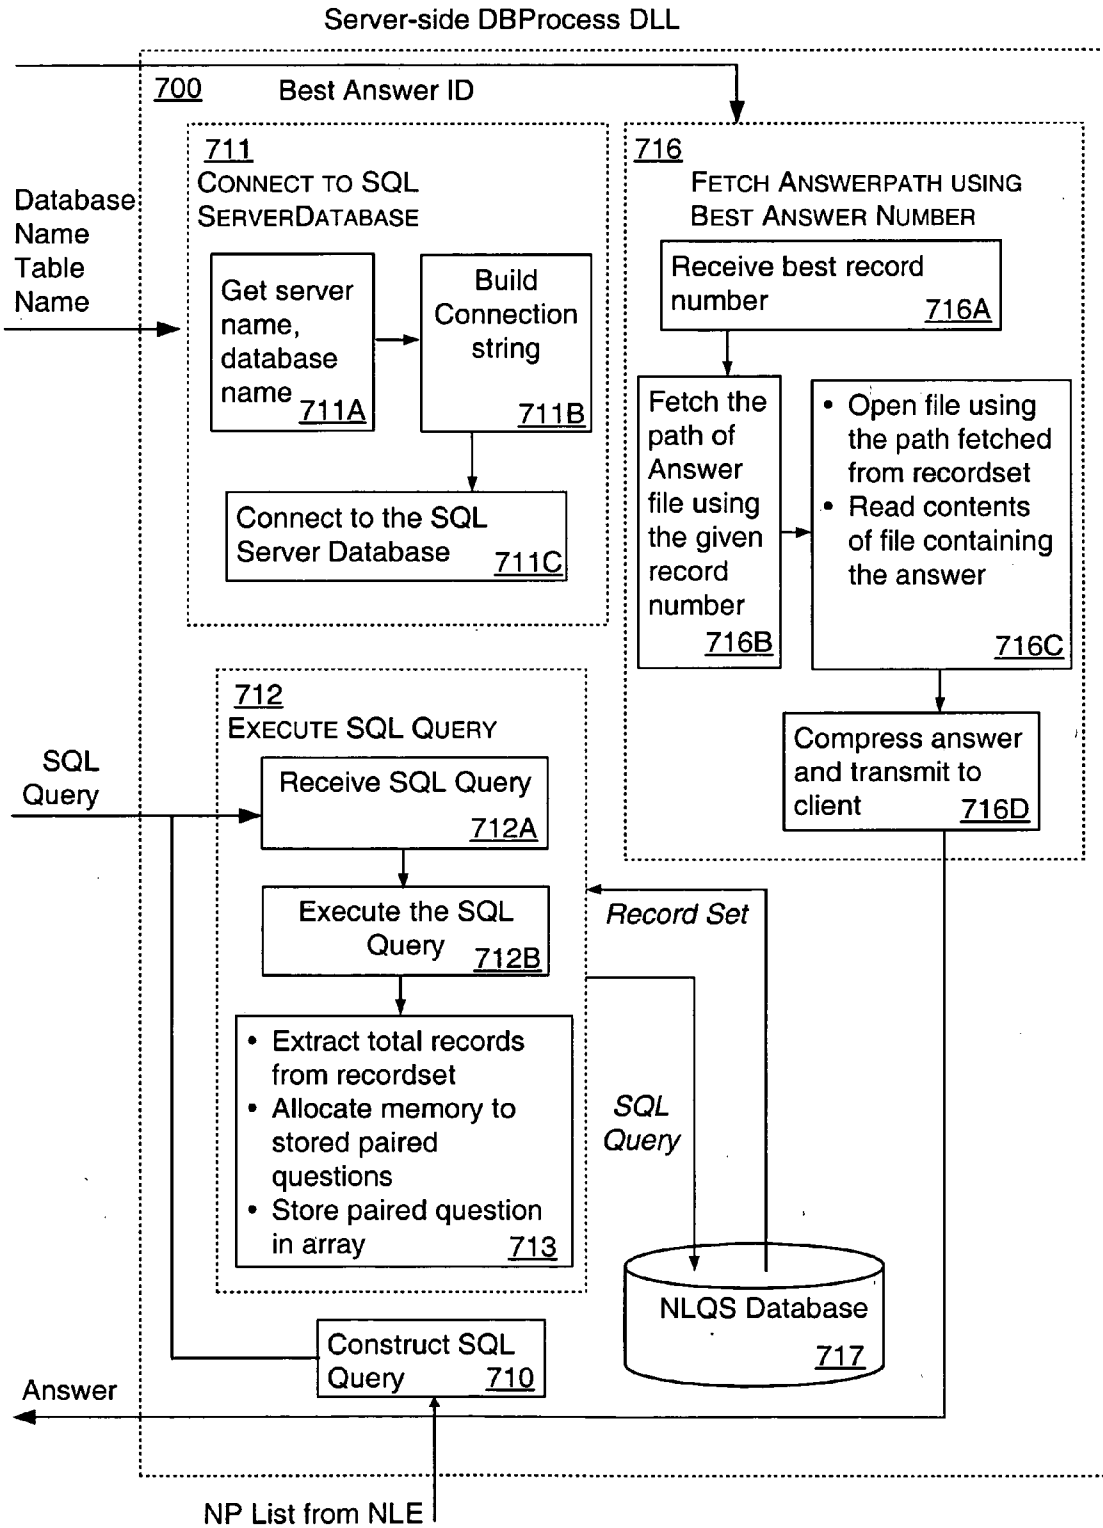 Server-side DBProcess DLL
700
Best Answer ID
711
CONNECT TO SQL
SERVERDATABASE
Database
Name
Table
Name
Get server
name,
database
name
711A
Build
Connection
string
711B
Connect to the SQL
Server Database
711C
716
FETCH ANSWERPATH USING
BEST ANSWER NUMBER
Receive best record
number
716A
Fetch the
path of
Answer
file using
the given
record
number
716B
• Open file using
the path fetched
from recordset
• Read contents
of file containing
the answer
716C
Compress answer
and transmit to
client
716D
712
EXECUTE SQL QUERY
SQL
Query
Receive SQL Query
712A
Execute the SQL
Query
712B
• Extract total records
from recordset
• Allocate memory to
stored paired
questions
• Store paired question
in array
713
Record Set
SQL
Query
NLQS Database
717
Construct SQL
Query
710
Answer
NP List from NLE